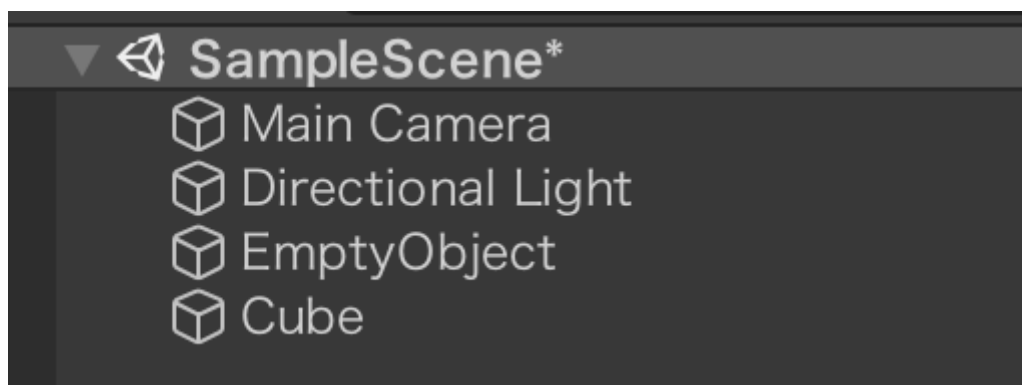 SampleScene*
Main Camera
Directional Light
EmptyObject
Cube